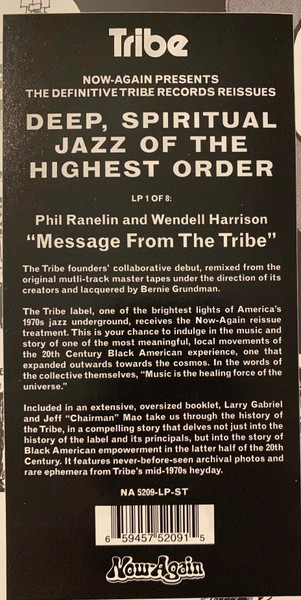 Tribe
NOW-AGAIN PRESENTS
THE DEFINITIVE TRIBE RECORDS REISSUES
DEEP, SPIRITUAL
JAZZ OF THE
HIGHEST ORDER
LP 1 OF 8:
Phil Ranelin and Wendell Harrison
“Message From The Tribe”
The Tribe founders' collaborative debut, remixed from the
original mutli-track master tapes under the direction of its
creators and lacquered by Bernie Grundman.
The Tribe label, one of the brightest lights of America's
1970s jazz underground, receives the Now-Again reissue
treatment. This is your chance to indulge in the music and
story of one of the most meaningful, local movements of
the 20th Century Black American experience, one that
expanded outwards towards the cosmos. In the words of
the collective themselves, “Music is the healing force of the
universe.”
Included in an extensive, oversized booklet, Larry Gabriel
and Jeff “Chairman” Mao take us through the history of
the Tribe, in a compelling story that delves not just into the
history of the label and its principals, but into the story of
Black American empowerment in the latter half of the 20th
Century. It features never-before-seen archival photos and
rare ephemera from Tribe's mid-1970s heyday.
NA 5209-LP-ST
6 59457 52091 5
Now-Again